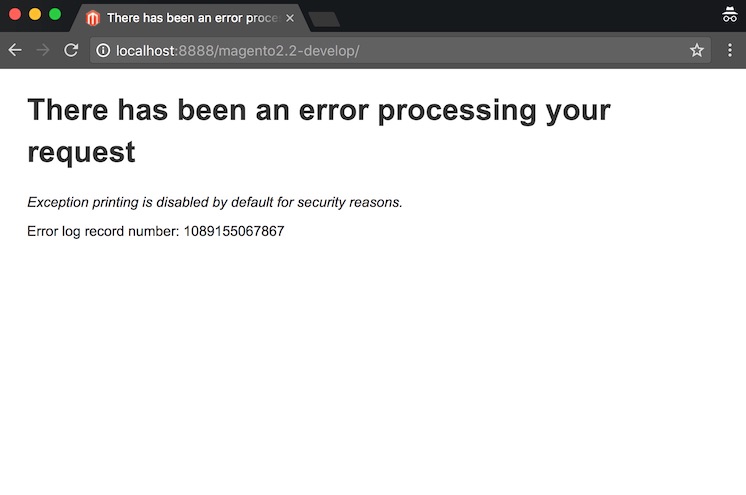 There has been an error proce
localhost:8888/magento2.2-develop/
There has been an error processing your
request
Exception printing is disabled by default for security reasons.
Error log record number: 1089155067867